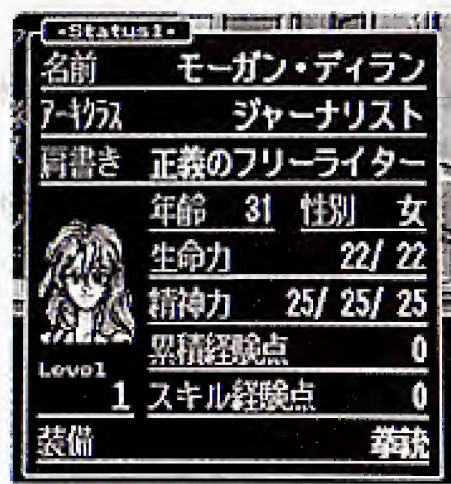 •Status1•
名前 モーガン・ディラン
アーキクラス ジャーナリスト
肩書き 正義のフリーライター
年齢 31 性別 女
生命力 22/ 22
精神力 25/ 25/ 25
累積経験点 0
Level
1 スキル経験点 0
装備 拳銃